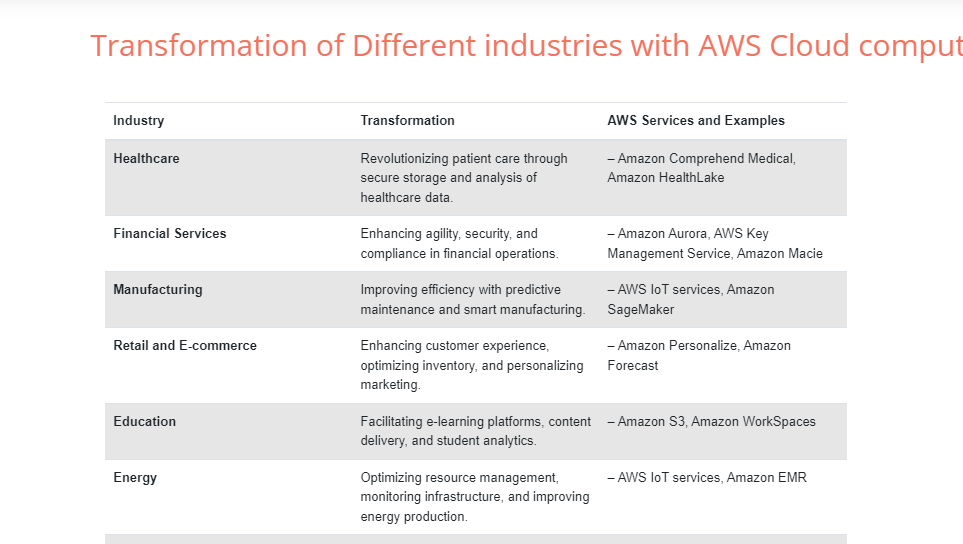 Transformation of Different industries with AWS Cloud comput
Industry Transformation AWS Services and Examples
Healthcare Revolutionizing patient care through – Amazon Comprehend Medical,
secure storage and analysis of Amazon HealthLake
healthcare data.
Financial Services Enhancing agility, security, and – Amazon Aurora, AWS Key
compliance in financial operations. Management Service, Amazon Macie
Manufacturing Improving efficiency with predictive – AWS IoT services, Amazon
maintenance and smart manufacturing. SageMaker
Retail and E-commerce Enhancing customer experience, – Amazon Personalize, Amazon
optimizing inventory, and personalizing Forecast
marketing.
Education Facilitating e-learning platforms, content – Amazon S3, Amazon WorkSpaces
delivery, and student analytics.
Energy Optimizing resource management, – AWS IoT services, Amazon EMR
monitoring infrastructure, and improving
energy production.